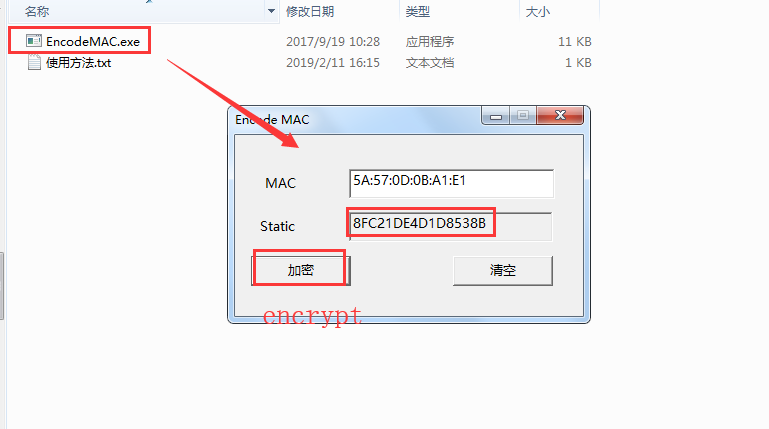 名称 修改日期 类型 大小
EncodeMAC.exe 2017/9/19 10:28 应用程序 11 KB
使用方法.txt 2019/2/11 16:15 文本文档 1 KB
Encode MAC
MAC 5A:57:0D:0B:A1:E1
Static 8FC21DE4D1D8538B
加密 清空
encrypt